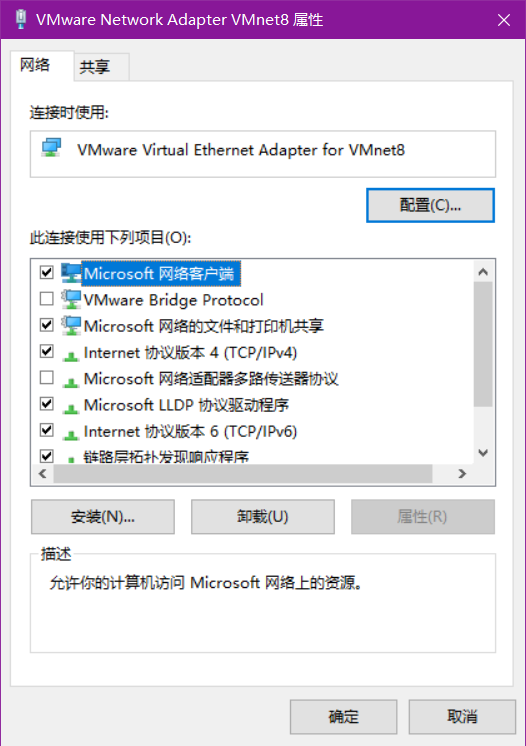 VMware Network Adapter VMnet8 属性
网络
共享
连接时使用:
VMware Virtual Ethernet Adapter for VMnet8
配置(C)...
此连接使用下列项目(O):
Microsoft 网络客户端
VMware Bridge Protocol
Microsoft 网络的文件和打印机共享
Internet 协议版本 4 (TCP/IPv4)
Microsoft 网络适配器多路传送器协议
Microsoft LLDP 协议驱动程序
Internet 协议版本 6 (TCP/IPv6)
链路层拓扑发现响应程序
安装(N)...
卸载(U)
属性(R)
描述
允许你的计算机访问 Microsoft 网络上的资源。
确定
取消